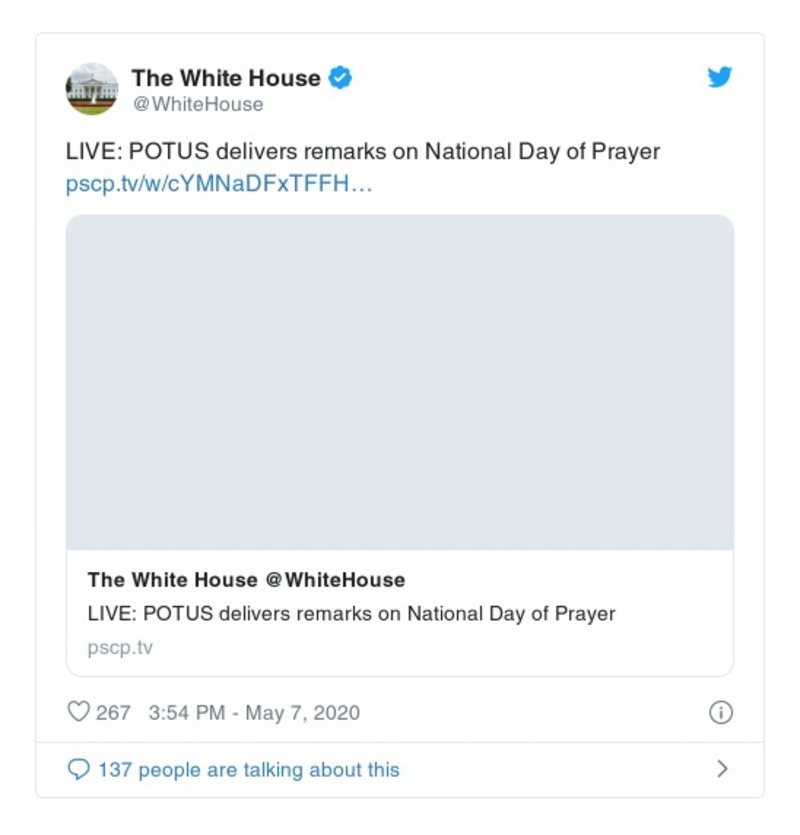 The White House
@WhiteHouse
LIVE: POTUS delivers remarks on National Day of Prayer
pscp.tv/w/cYMNaDFxTFFH…
The White House @WhiteHouse
LIVE: POTUS delivers remarks on National Day of Prayer
pscp.tv
267 3:54 PM - May 7, 2020
137 people are talking about this